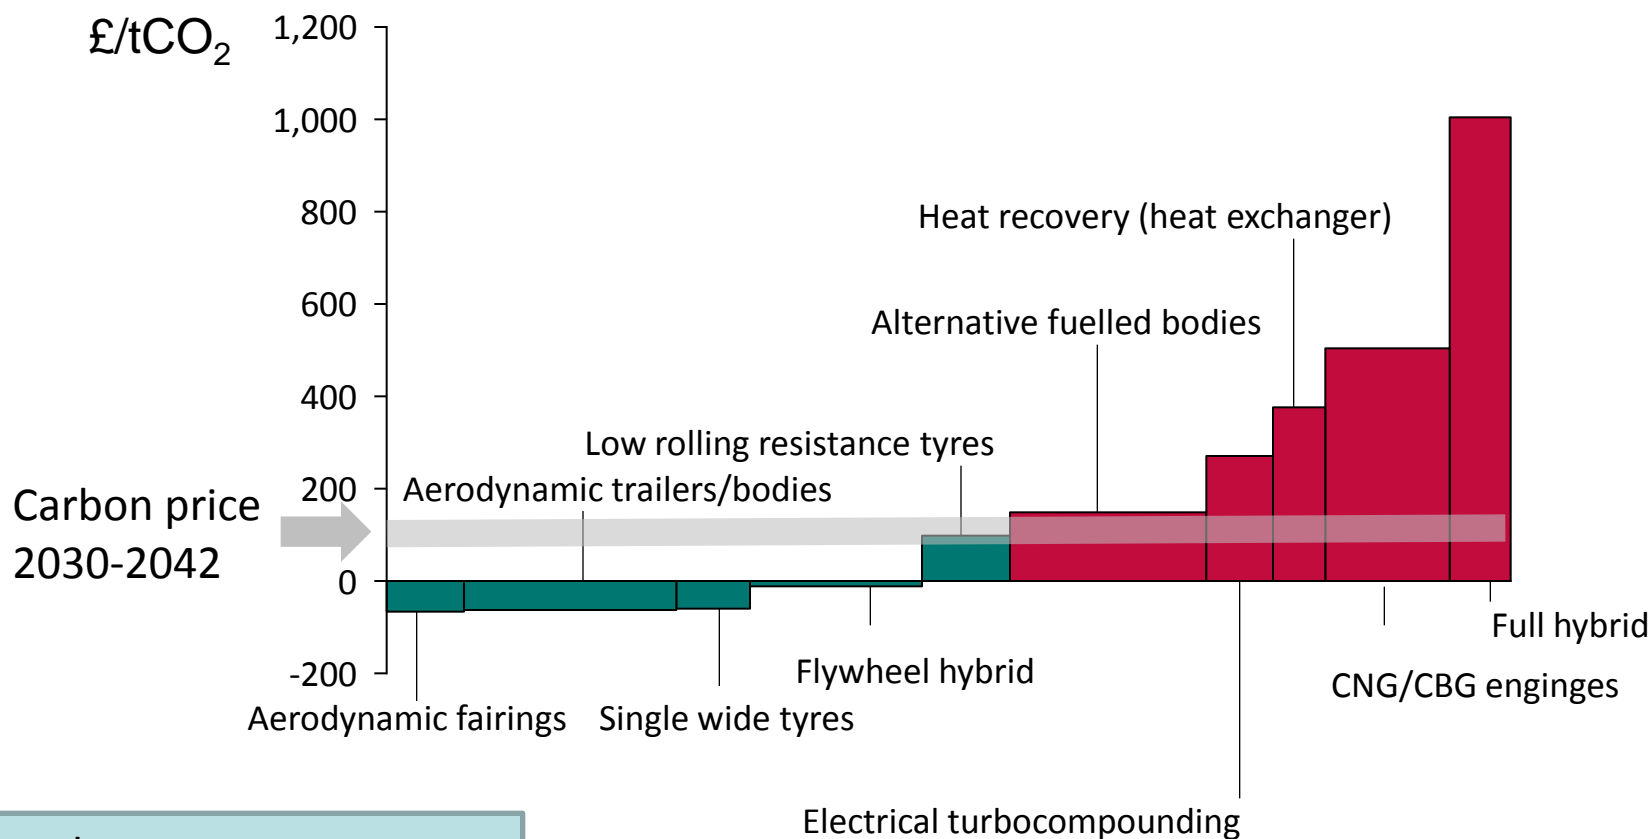 £/tCO₂
1,200
1,000
800
600
400
200
0
-200
Heat recovery (heat exchanger)
Alternative fuelled bodies
Low rolling resistance tyres
Aerodynamic trailers/bodies
Carbon price
2030-2042
Full hybrid
Flywheel hybrid
CNG/CBG enginges
Aerodynamic fairings
Single wide tyres
Electrical turbocompounding